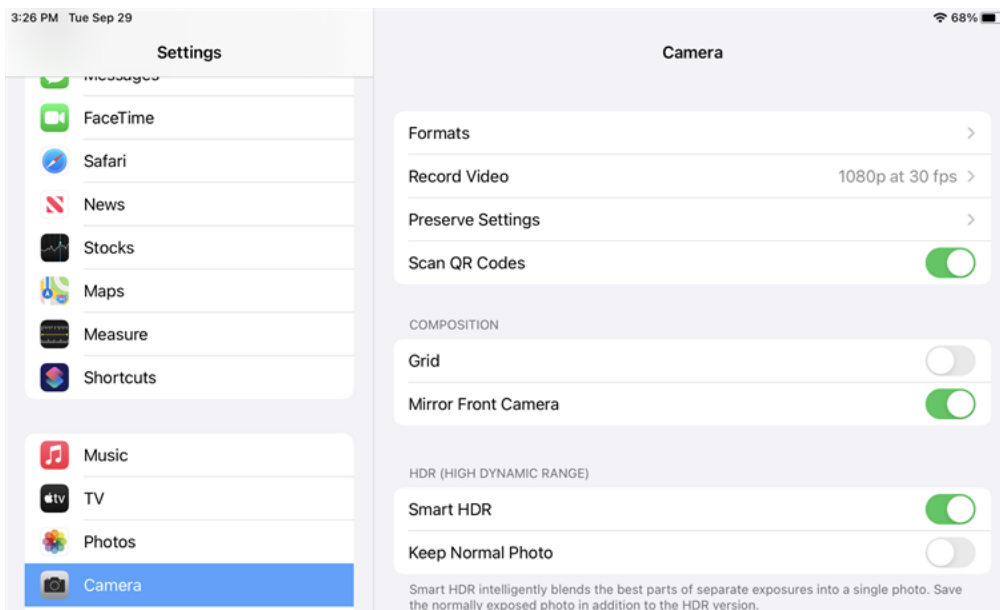 3:26 PM Tue Sep 29
68%
Settings
Messages
FaceTime
Safari
News
Stocks
Maps
Measure
Shortcuts
Music
tv
TV
Photos
Camera
Camera
Formats
Record Video 1080p at 30 fps
Preserve Settings
Scan QR Codes
COMPOSITION
Grid
Mirror Front Camera
HDR (HIGH DYNAMIC RANGE)
Smart HDR
Keep Normal Photo
Smart HDR intelligently blends the best parts of separate exposures into a single photo. Save
the normally exposed photo in addition to the HDR version.